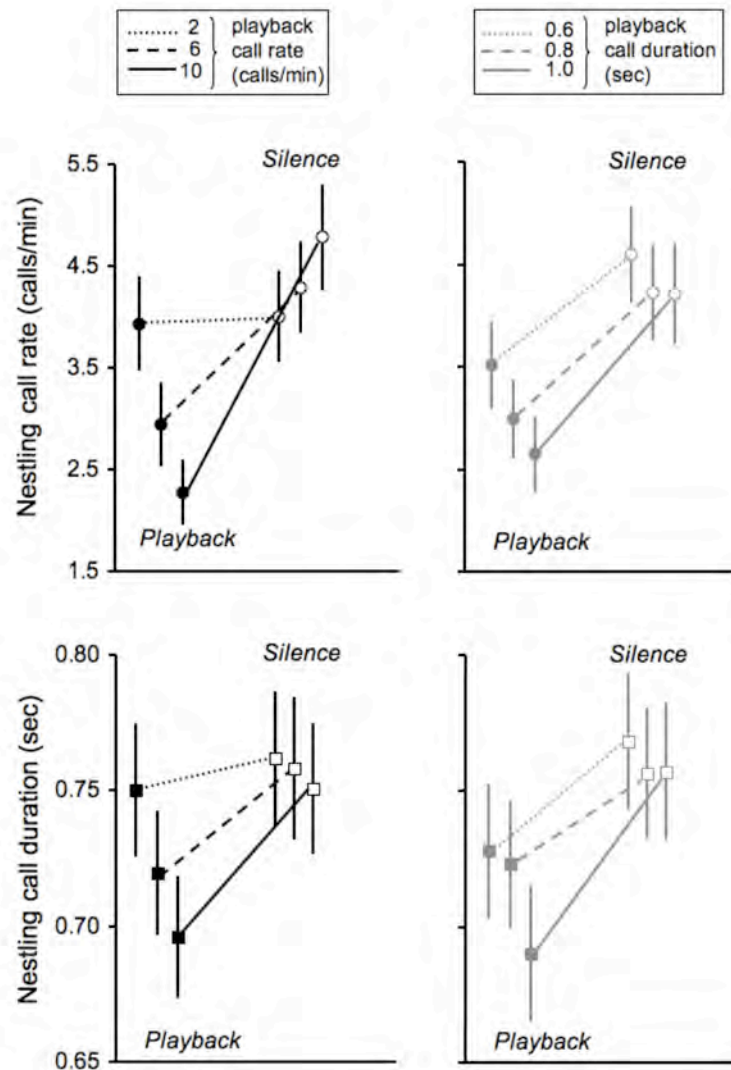 2 playback
6 call rate
10 (calls/min)
0.6 playback
0.8 call duration
1.0 (sec)
Nestling call rate (calls/min)
5.5
4.5
3.5
2.5
1.5
Silence
Playback
Silence
Playback
Nestling call duration (sec)
0.80
0.75
0.70
0.65
Silence
Playback
Silence
Playback